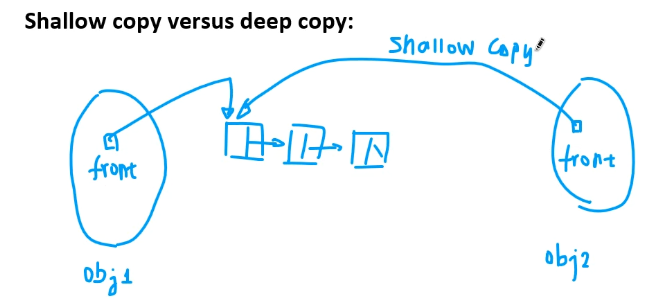 Shallow copy versus deep copy:
Shallow Copy
front
front
obj1
obj2